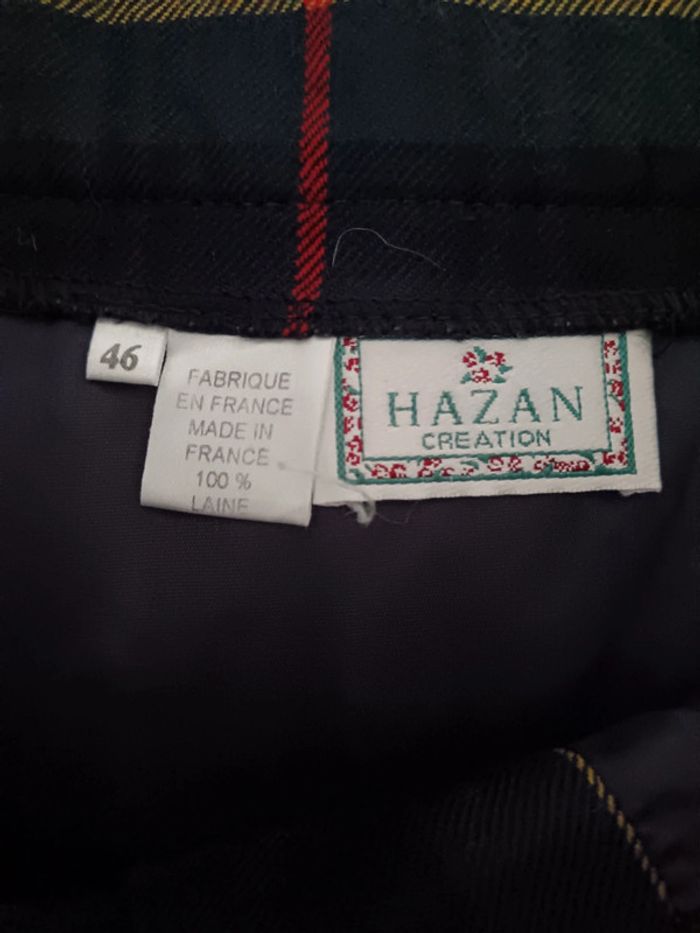 46
FABRIQUE
EN FRANCE
MADE IN
FRANCE
100 %
LAINE
HAZAN
CREATION